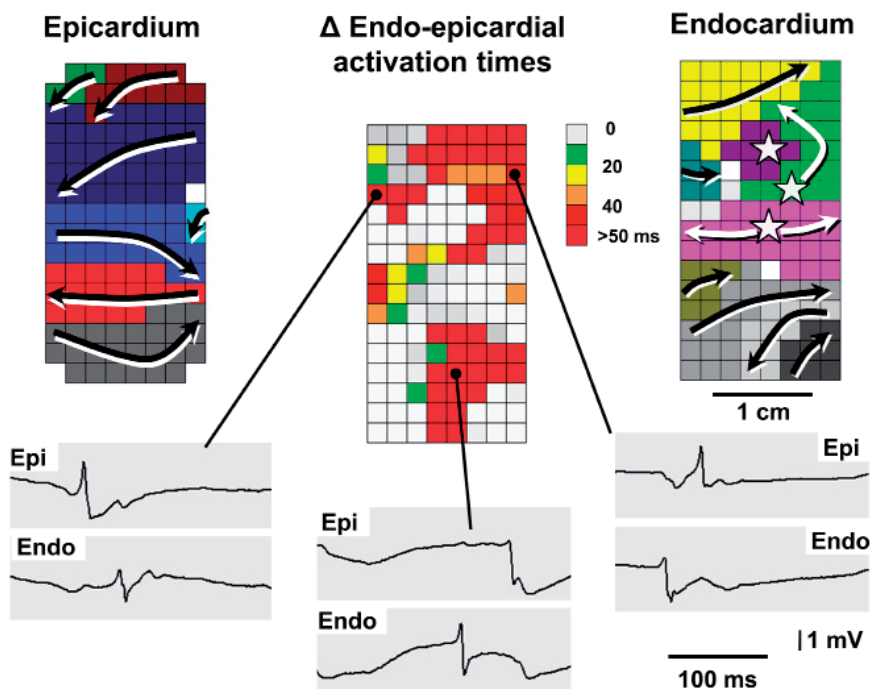 Epicardium
Δ Endo-epicardial
activation times
Endocardium
0
20
40
>50 ms
1 cm
Epi
Endo
Epi
Endo
Epi
Endo
1 mV
100 ms